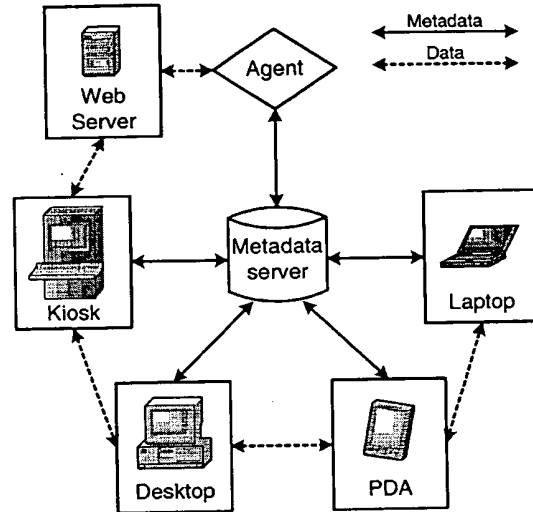 Metadata
Data
Agent
Web
Server
Metadata
server
Kiosk
Laptop
Desktop
PDA